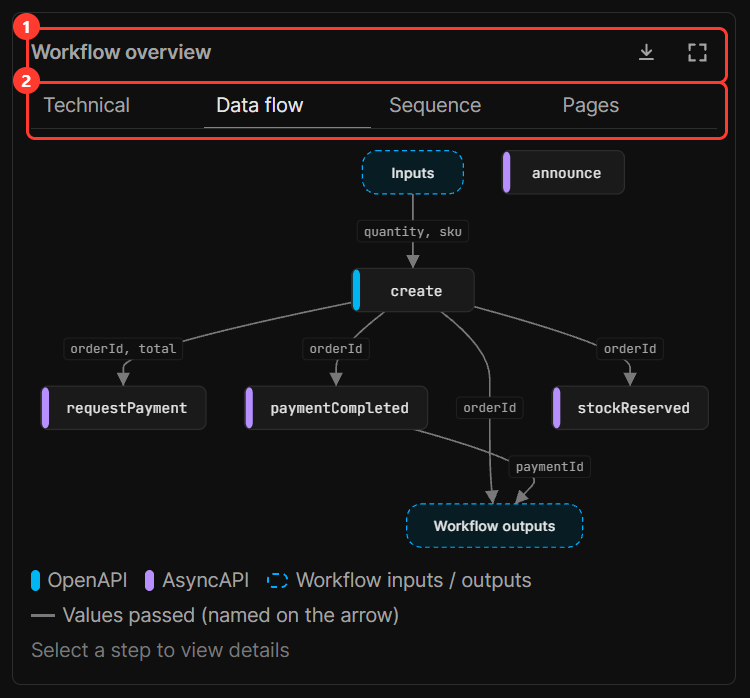 1
Workflow overview
2
Technical Data flow Sequence Pages
Inputs announce
quantity, sku
create
orderId, total orderId orderId
requestPayment paymentCompleted orderId stockReserved
paymentId
Workflow outputs
OpenAPI AsyncAPI Workflow inputs / outputs
Values passed (named on the arrow)
Select a step to view details